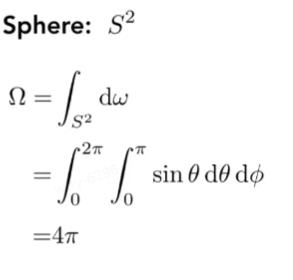 Sphere: S²
Ω = ∫_{S²} dω
= ∫₀^{2π} ∫₀^{π} sin θ dθ dϕ
=4π